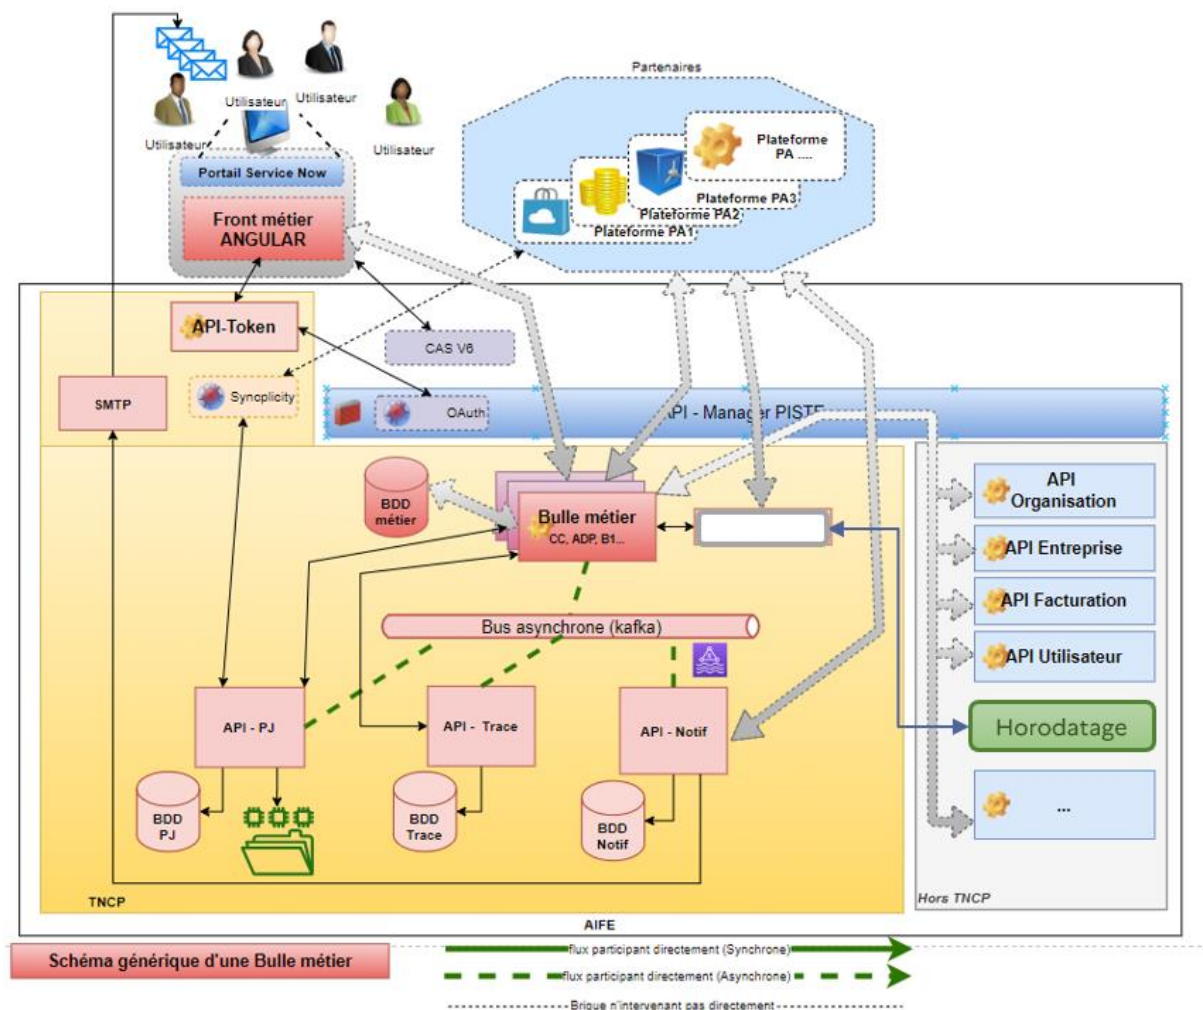 Partenaires
Utilisateur
Utilisateur
Utilisateur
Utilisateur
Portail Service Now
Front métier
ANGULAR
Plateforme
PA ....
Plateforme PA3
Plateforme PA2
Plateforme PA1
API-Token
CAS V6
SMTP
Syncplicity
OAuth
API - Manager PISTE
BDD
métier
Bulle métier
CC, ADP, B1...
API
Organisation
API Entreprise
API Facturation
API Utilisateur
Horodatage
...
Bus asynchrone (kafka)
API - PJ
API - Trace
API - Notif
BDD
PJ
BDD
Trace
BDD
Notif
TNCP
Hors TNCP
AIFE
Schéma générique d'une Bulle métier
flux participant directement (Synchrone)
flux participant directement (Asynchrone)
Brique n'intervenant pas directement